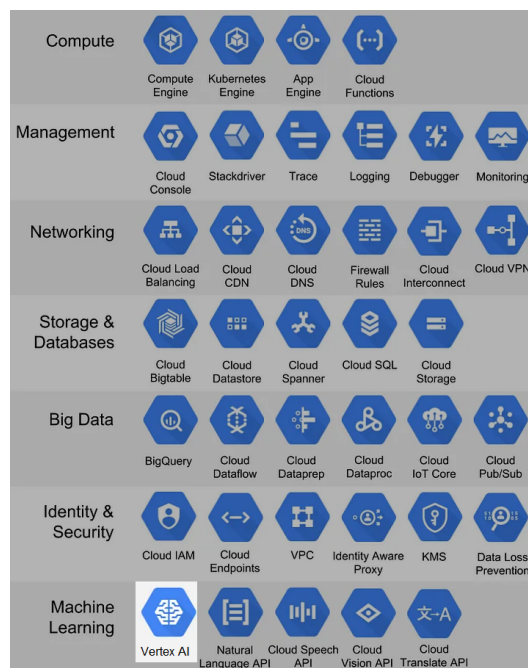 Compute
Compute Engine
Kubernetes Engine
App Engine
Cloud Functions
Management
Cloud Console
Stackdriver
Trace
Logging
Debugger
Monitoring
Networking
Cloud Load Balancing
Cloud CDN
DNS
Cloud DNS
Firewall Rules
Cloud Interconnect
Cloud VPN
Storage & Databases
Cloud Bigtable
Cloud Datastore
Cloud Spanner
Cloud SQL
Cloud Storage
Big Data
BigQuery
Cloud Dataflow
Cloud Dataprep
Cloud Dataproc
Cloud IoT Core
Cloud Pub/Sub
Identity & Security
Cloud IAM
Cloud Endpoints
VPC
Identity Aware Proxy
KMS
Data Loss Prevention
Machine Learning
Vertex AI
Natural Language API
Cloud Speech API
Cloud Vision API
文→A
Cloud Translate API